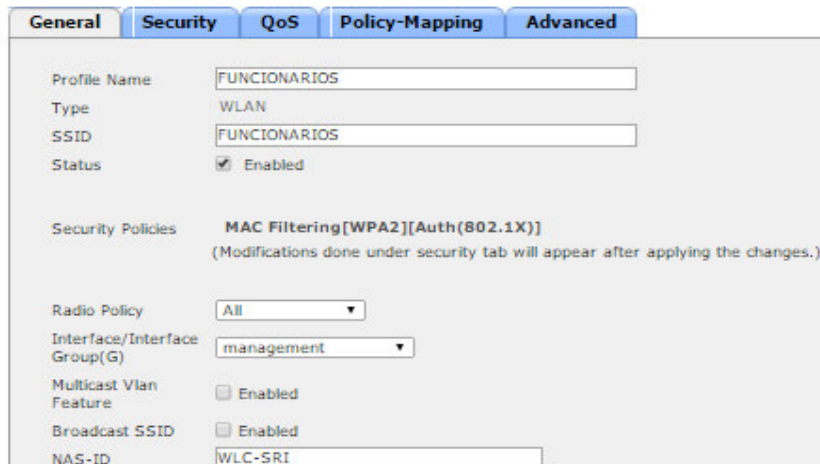 General Security QoS Policy-Mapping Advanced
Profile Name FUNCIONARIOS
Type WLAN
SSID FUNCIONARIOS
Status Enabled
Security Policies MAC Filtering[WPA2][Auth(802.1X)]
(Modifications done under security tab will appear after applying the changes.)
Radio Policy All
Interface/Interface
Group(G) management
Multicast Vlan
Feature Enabled
Broadcast SSID Enabled
NAS-ID WLC-SRI